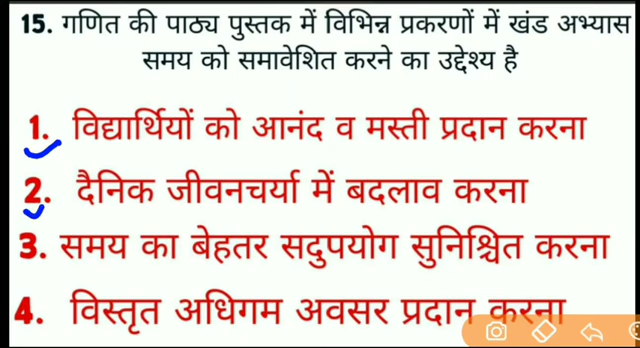 15. गणित की पाठ्य पुस्तक में विभिन्न प्रकरणों में खंड अभ्यास
समय को समावेशित करने का उद्देश्य है
1. विद्यार्थियों को आनंद व मस्ती प्रदान करना
2. दैनिक जीवनचर्या में बदलाव करना
3. समय का बेहतर सदुपयोग सुनिश्चित करना
4. विस्तृत अधिगम अवसर प्रदान करना